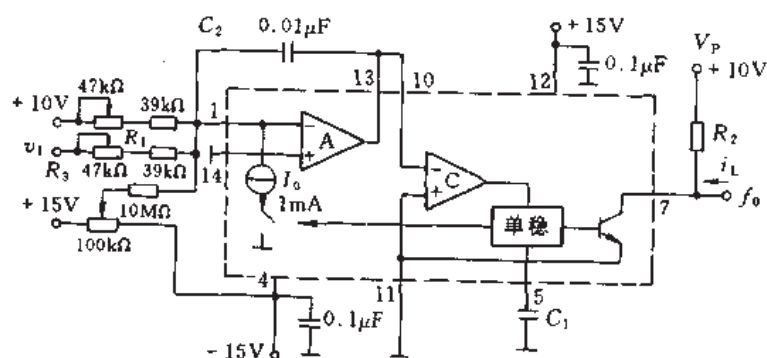 C₂
0.01μF
+15V
0.1μF
12
V_P
+10V
R₂
i_L
f₀
7
13
10
47kΩ
39kΩ
+10V
1
R₁
v₁
R₃
47kΩ
39kΩ
14
+15V
10MΩ
100kΩ
A
−
+
I₀
1mA
C
−
+
单稳
4
11
5
C₁
0.1μF
−15V